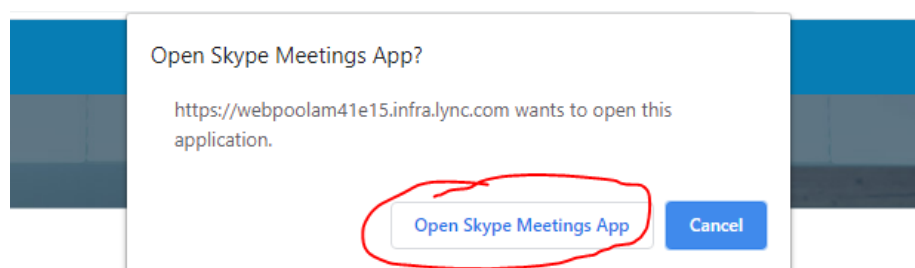 Open Skype Meetings App?
https://webpoolam41e15.infra.lync.com wants to open this
application.
Open Skype Meetings App
Cancel